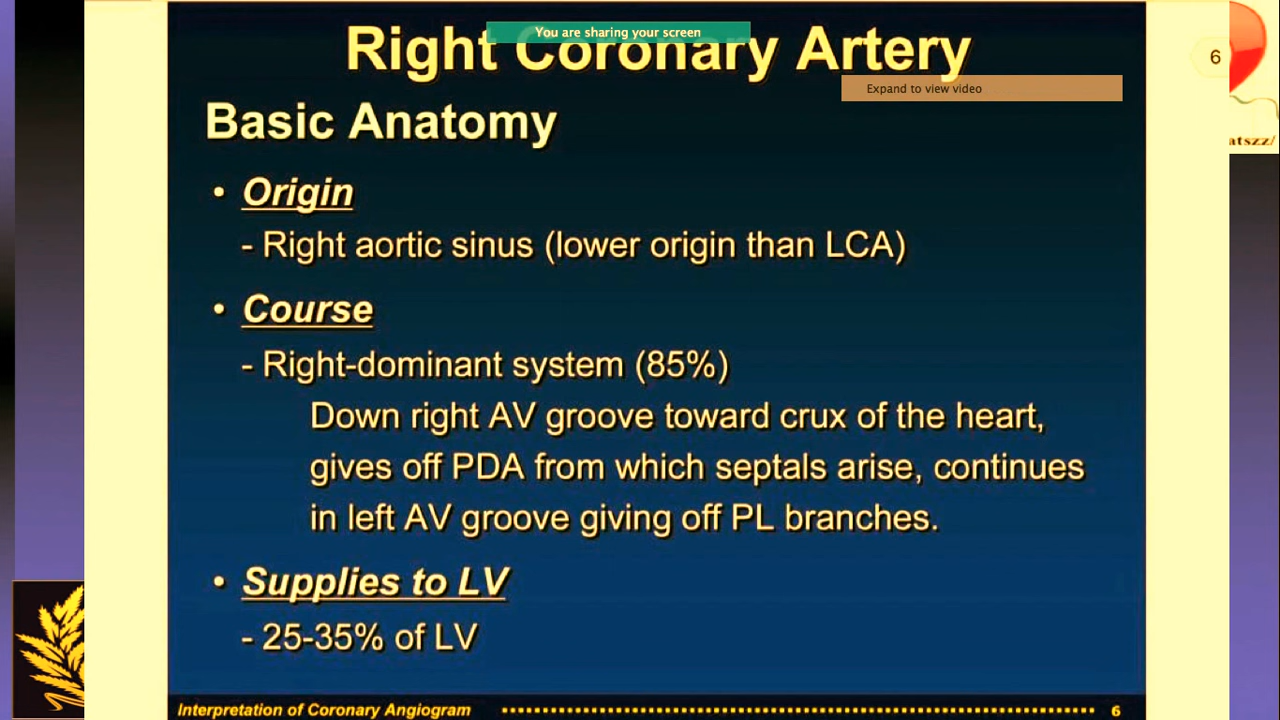 You are sharing your screen
Right Coronary Artery
6
Expand to view video
Basic Anatomy
atszz/
• Origin
- Right aortic sinus (lower origin than LCA)
• Course
- Right-dominant system (85%)
Down right AV groove toward crux of the heart,
gives off PDA from which septals arise, continues
in left AV groove giving off PL branches.
• Supplies to LV
- 25-35% of LV
Interpretation of Coronary Angiogram
6